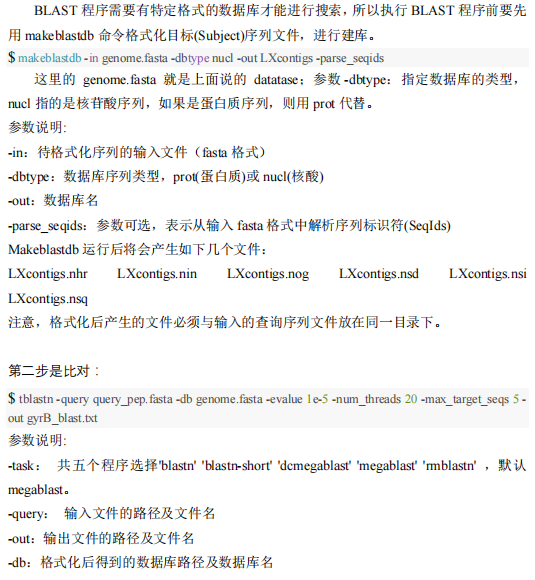 BLAST 程序需要有特定格式的数据库才能进行搜索，所以执行 BLAST 程序前要先
用 makeblastdb 命令格式化目标(Subject)序列文件，进行建库。
$ makeblastdb -in genome.fasta -dbtype nucl -out LXcontigs -parse_seqids
这里的 genome.fasta 就是上面说的 datatase；参数 -dbtype：指定数据库的类型，
nucl 指的是核苷酸序列，如果是蛋白质序列，则用 prot 代替。
参数说明:
-in：待格式化序列的输入文件（fasta 格式）
-dbtype：数据库序列类型，prot(蛋白质)或 nucl(核酸)
-out：数据库名
-parse_seqids：参数可选，表示从输入 fasta 格式中解析序列标识符(SeqIds)
Makeblastdb 运行后将会产生如下几个文件：
LXcontigs.nhr LXcontigs.nin LXcontigs.nog LXcontigs.nsd LXcontigs.nsi
LXcontigs.nsq
注意，格式化后产生的文件必须与输入的查询序列文件放在同一目录下。
第二步是比对：
$ tblastn -query query_pep.fasta -db genome.fasta -evalue 1e-5 -num_threads 20 -max_target_seqs 5 -
out gyrB_blast.txt
参数说明:
-task： 共五个程序选择'blastn' 'blastn-short' 'dcmegablast' 'megablast' 'rmblastn' ，默认
megablast。
-query： 输入文件的路径及文件名
-out：输出文件的路径及文件名
-db：格式化后得到的数据库路径及数据库名